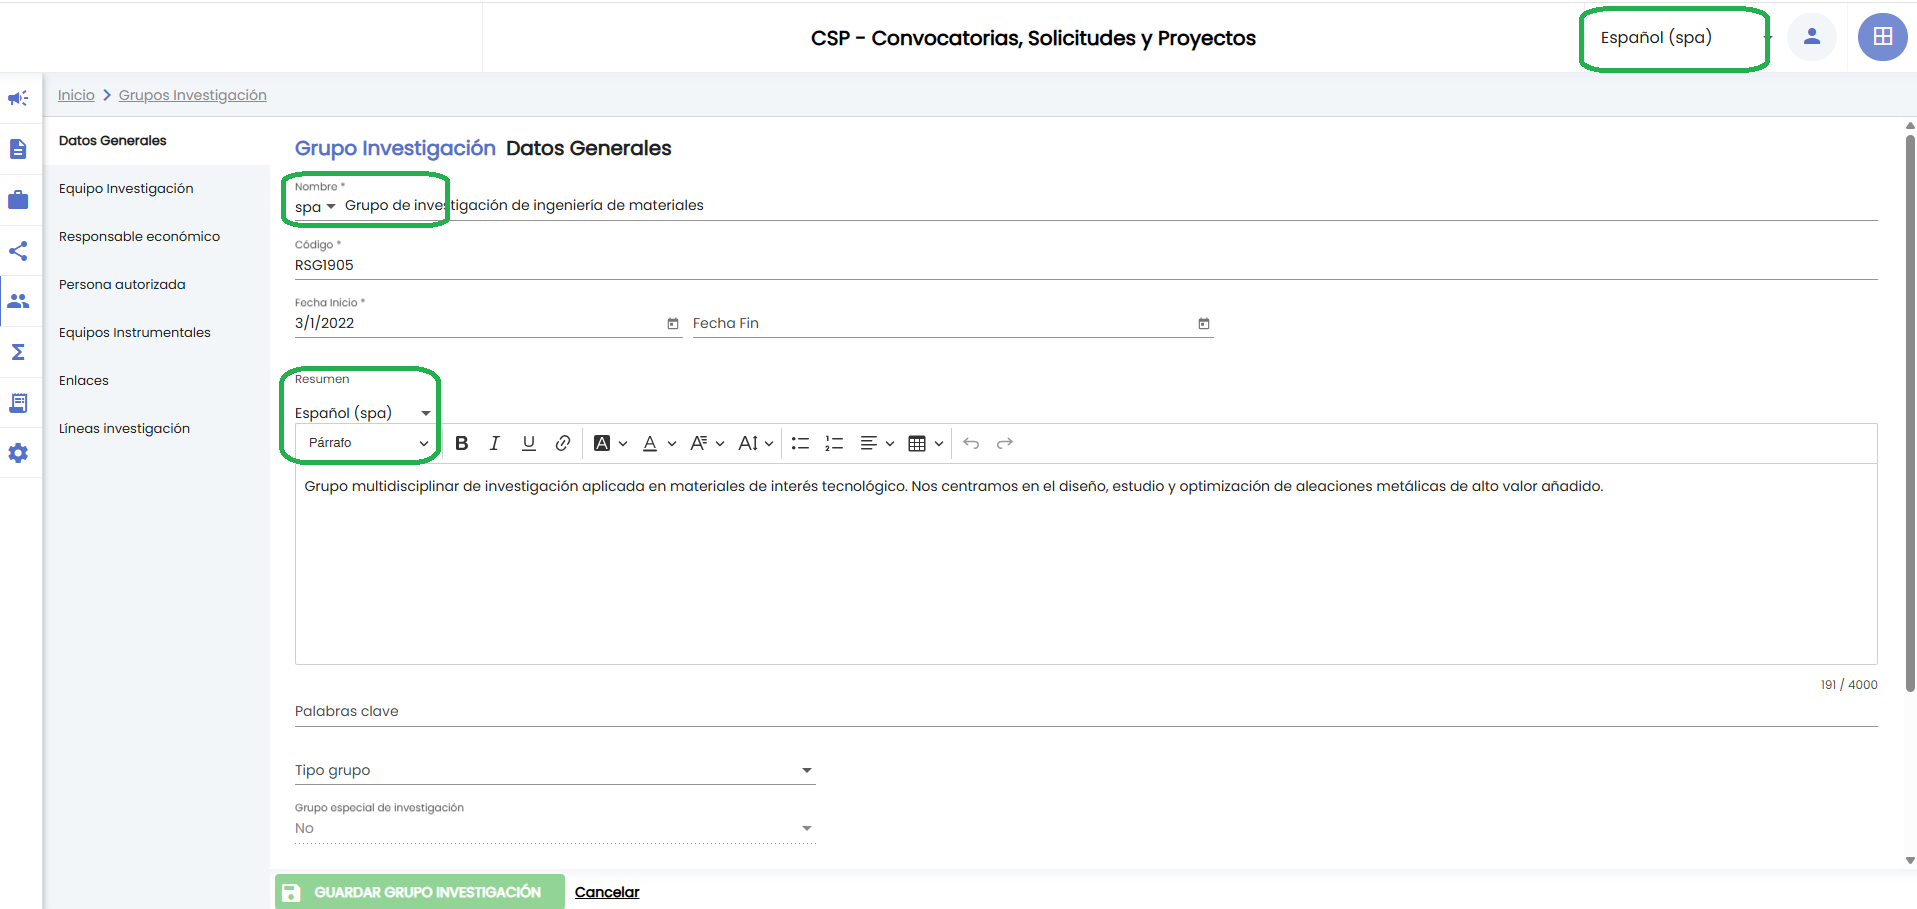 CSP - Convocatorias, Solicitudes y Proyectos
Español (spa)
Inicio > Grupos Investigación
Datos Generales
Equipo Investigación
Responsable económico
Persona autorizada
Equipos Instrumentales
Enlaces
Líneas investigación
Grupo Investigación Datos Generales
Nombre *
spa Grupo de investigación de ingeniería de materiales
Código *
RSG1905
Fecha Inicio *
3/1/2022 Fecha Fin
Resumen
Español (spa)
Párrafo
Grupo multidisciplinar de investigación aplicada en materiales de interés tecnológico. Nos centramos en el diseño, estudio y optimización de aleaciones metálicas de alto valor añadido.
191 / 4000
Palabras clave
Tipo grupo
Grupo especial de investigación
No
GUARDAR GRUPO INVESTIGACIÓN Cancelar